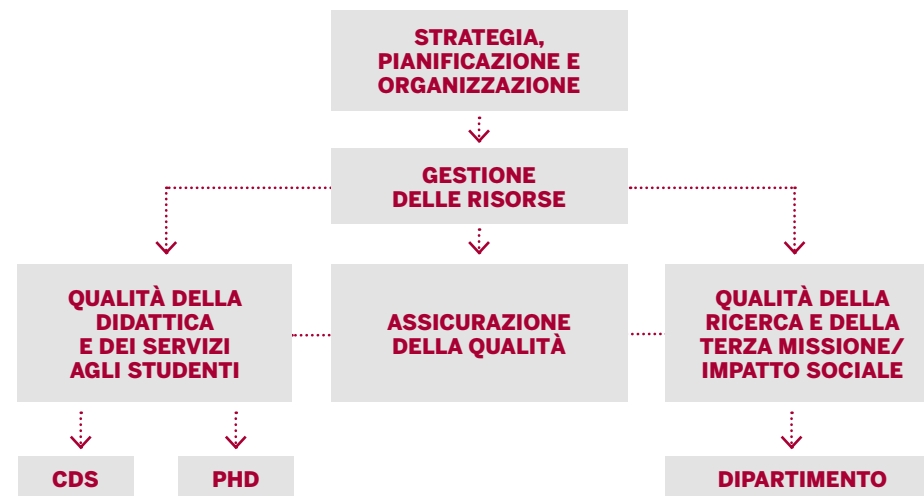 STRATEGIA,
PIANIFICAZIONE E
ORGANIZZAZIONE
GESTIONE
DELLE RISORSE
QUALITÀ DELLA
DIDATTICA
E DEI SERVIZI
AGLI STUDENTI
ASSICURAZIONE
DELLA QUALITÀ
QUALITÀ DELLA
RICERCA E DELLA
TERZA MISSIONE/
IMPATTO SOCIALE
CDS
PHD
DIPARTIMENTO